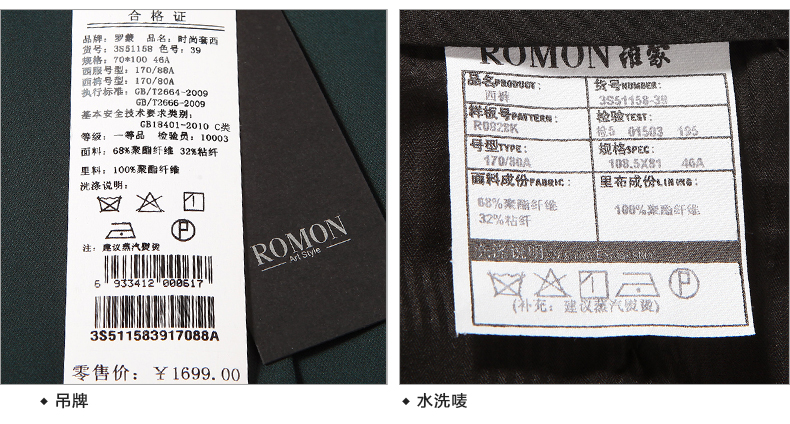 合格证
品牌：罗蒙 品名：时尚套西
货号：3S51158 色号：39
规格：70*100 46A
西服号型：170/88A
西裤号型：170/80A
执行标准：GB/T2664-2009
GB/T2666-2009
基本安全技术要求类别：
GB18401-2010 C类
等级：一等品 检验员：10003
面料：68%聚酯纤维 32%粘纤
里料：100%聚酯纤维
洗涤说明：
P
注：建议蒸汽熨烫
6 933412 000617
3S511583917088A
零售价：￥1699.00
ROMON
Art Style
ROMON 罗蒙
品名PRODUCT: 货号NUMBER:
西裤 3S51158-39
样板号PATTERN: 检验TEST:
R0828K 检5 01503 195
号型TYPE: 规格SPEC:
170/80A 108.5X81 46A
面料成份FABRIC: 里布成份LINING:
68%聚酯纤维 100%聚酯纤维
32%粘纤
洗涤说明
P
(补充：建议蒸汽熨烫)
◆ 吊牌
◆ 水洗唛